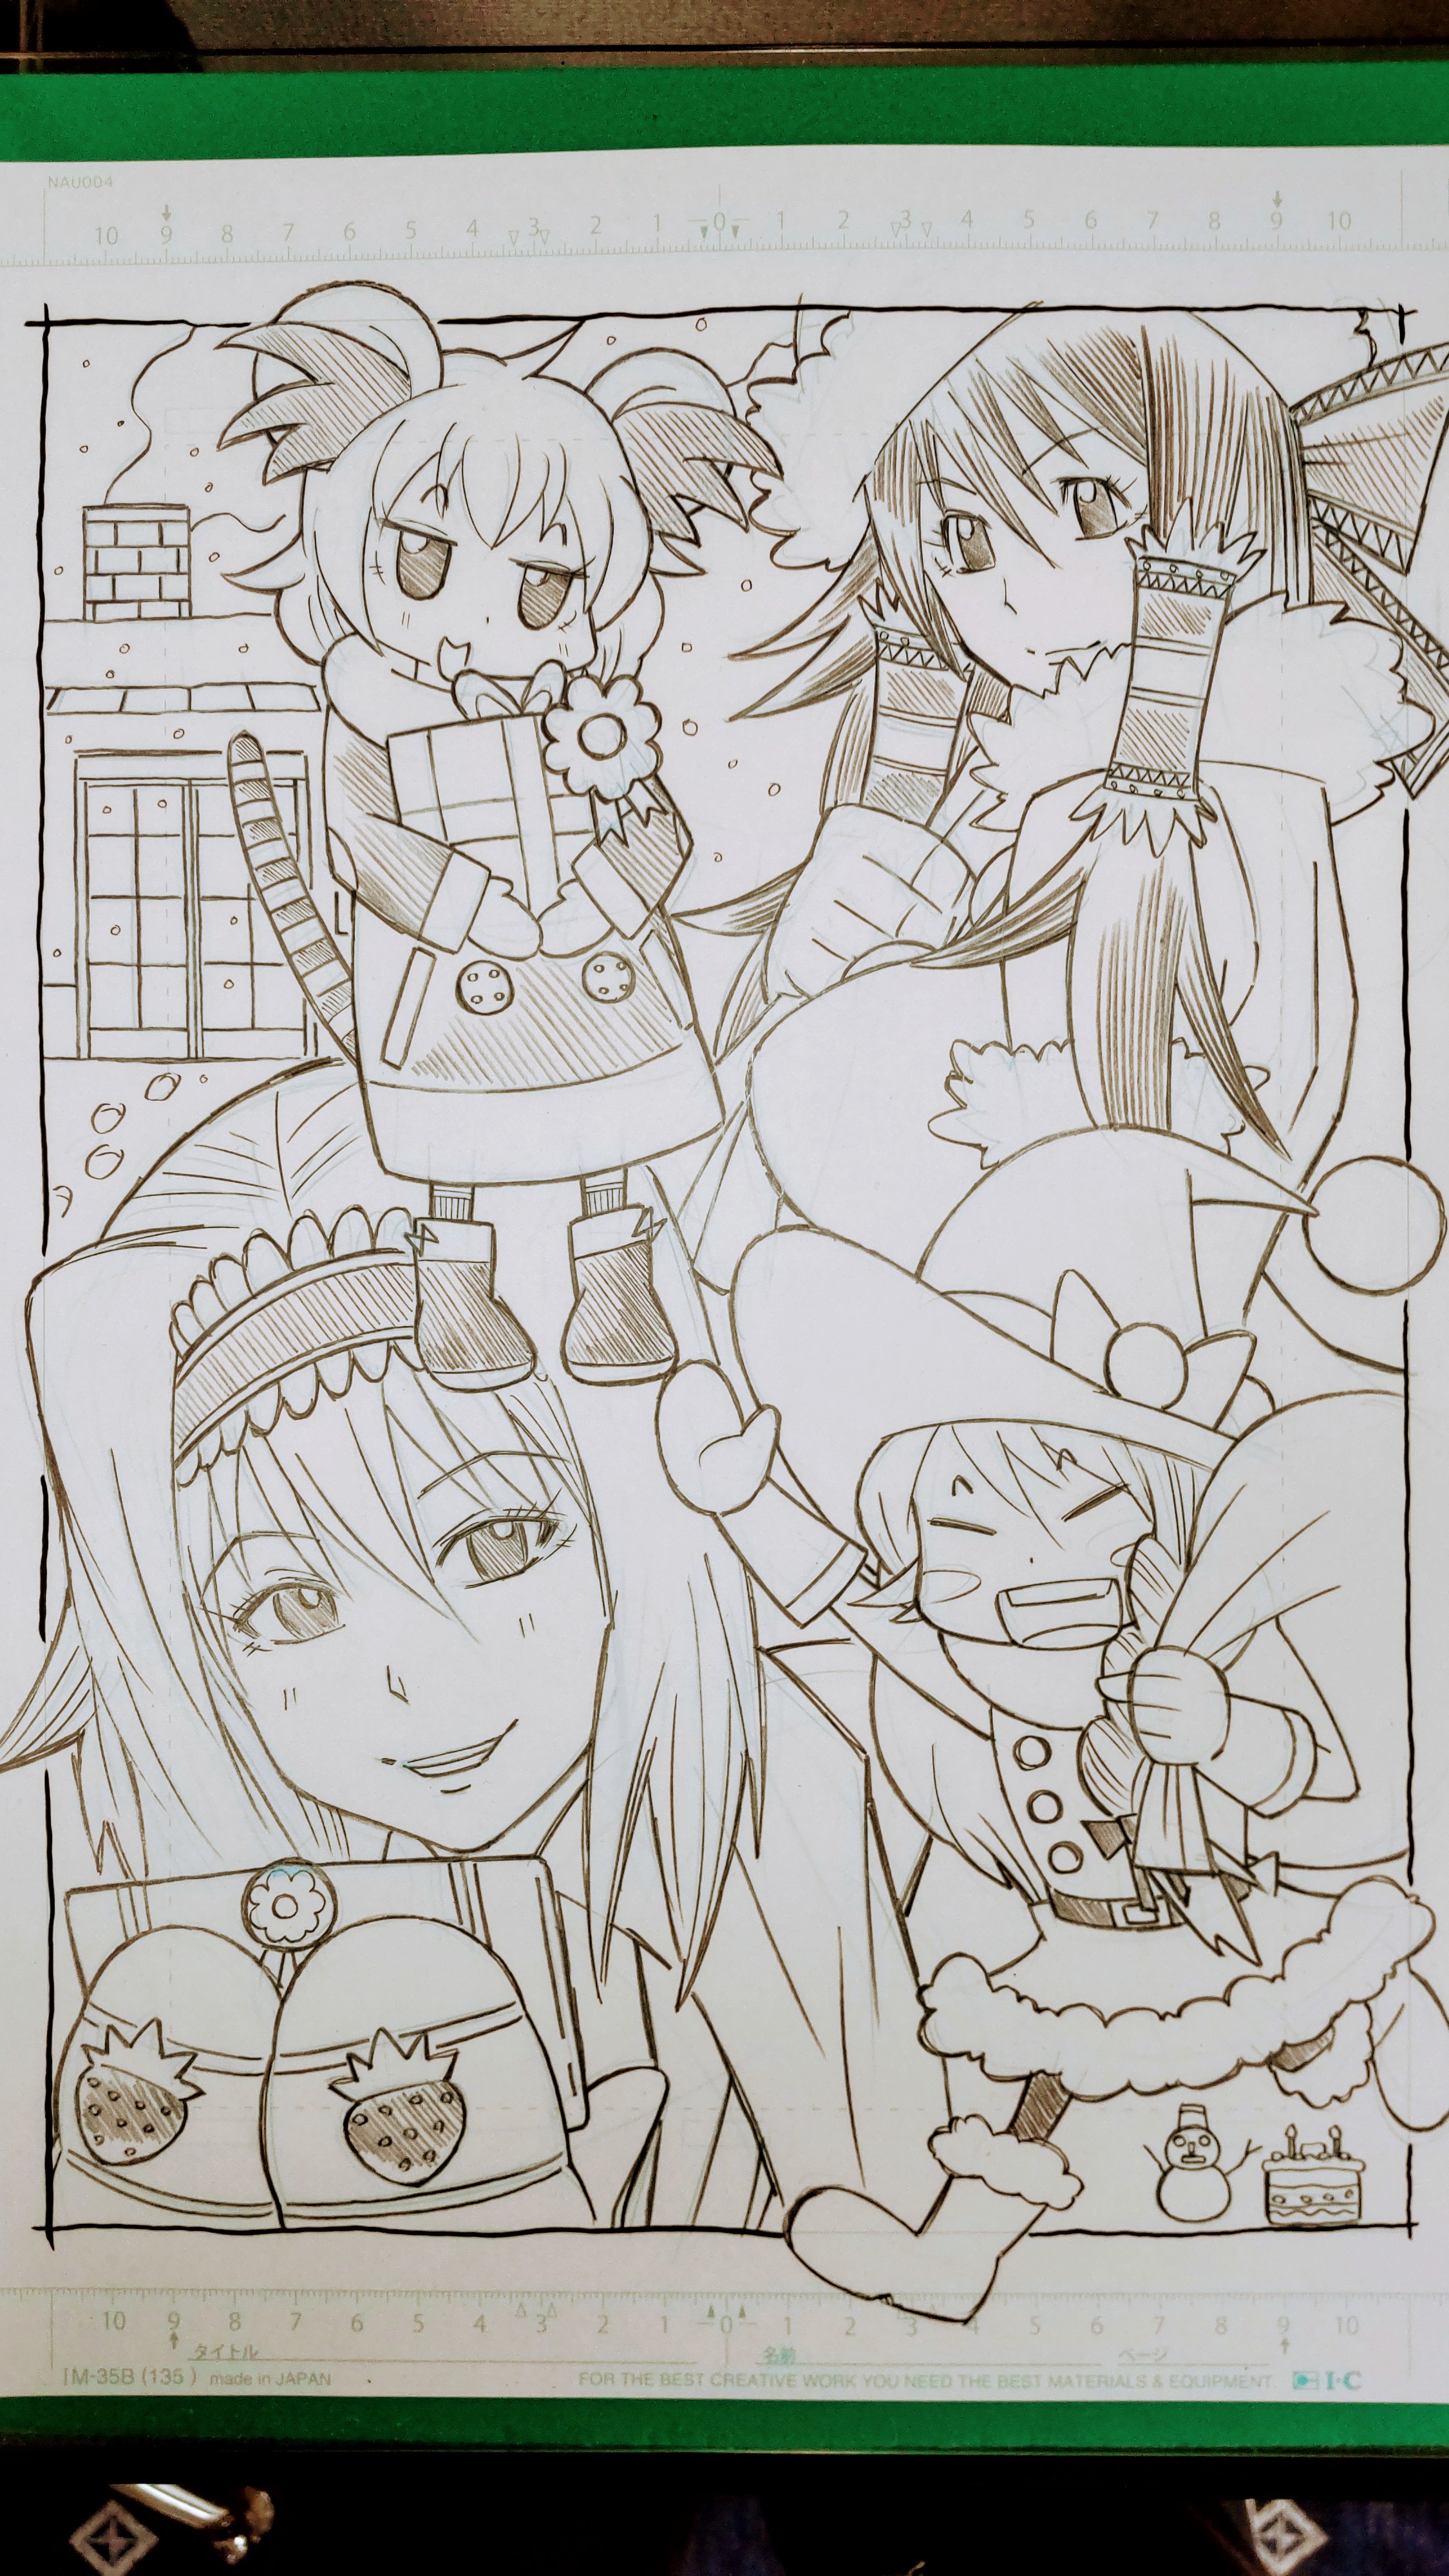 NAU004
10 9 8 7 6 5 4 3 2 1 0 1 2 3 4 5 6 7 8 9 10
10 9 8 7 6 5 4 3 2 1 0 1 2 3 4 5 6 7 8 9 10
タイトル 名前 ページ
IM-35B (135) made in JAPAN FOR THE BEST CREATIVE WORK YOU NEED THE BEST MATERIALS & EQUIPMENT. I・C